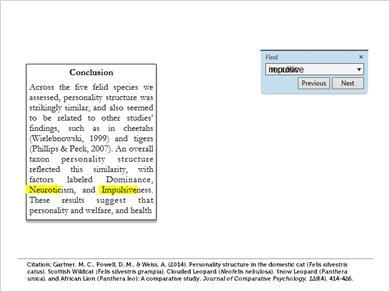 Conclusion
Across the five felid species we
assessed, personality structure was
strikingly similar, and also seemed
to be related to other studies'
findings, such as in cheetahs
(Wielebnowski, 1999) and tigers
(Phillips & Peck, 2007). An overall
taxon personality structure
reflected this similarity, with
factors labeled Dominance,
Neuroticism, and Impulsiveness.
These results suggest that
personality and welfare, and health
Find
Previous Next
Citation: Gartner, M. C., Powell, D. M., & Weiss, A. (2014). Personality structure in the domestic cat (Felis silvestris
catus), Scottish Wildcat (Felis silvestris grampia), Clouded Leopard (Neofelis nebulosa), Snow Leopard (Panthera
unica), and African Lion (Panthera leo): A comparative study. Journal of Comparative Psychology, 128(4), 414-426.